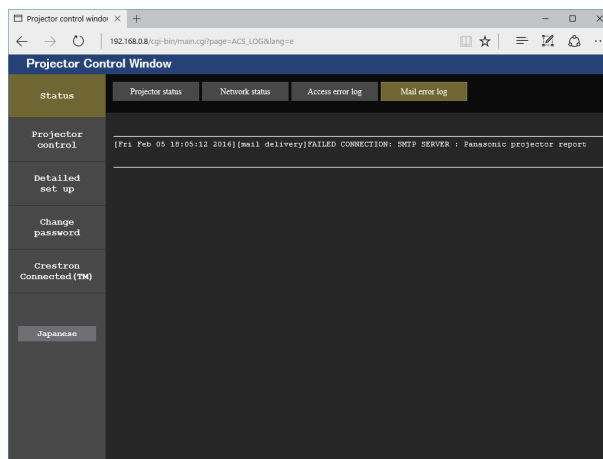 Projector control windo
192.168.0.8/cgi-bin/main.cgi?page=ACS_LOG&lang=e
Projector Control Window
Status
Projector status
Network status
Access error log
Mail error log
[Fri Feb 05 18:05:12 2016][mail delivery]FAILED CONNECTION: SMTP SERVER : Panasonic projector report
Projector
control
Detailed
set up
Change
password
Crestron
Connected(TM)
Japanese